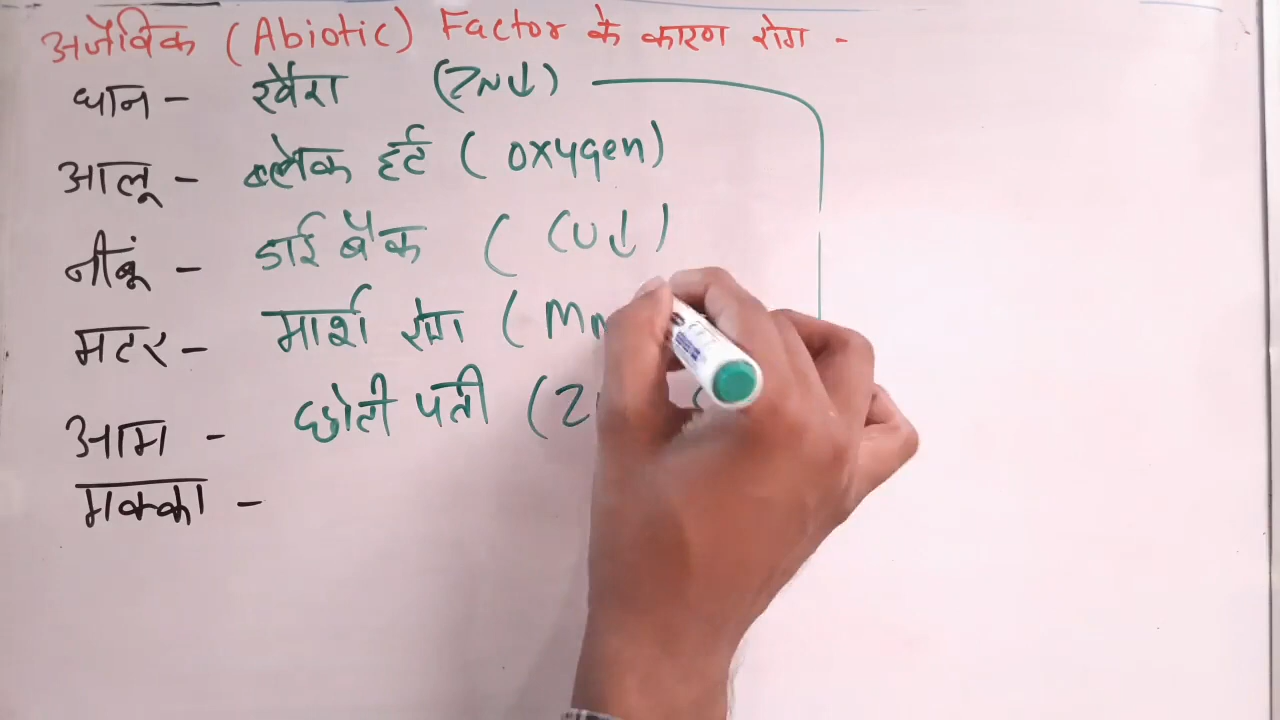 अजैविक (Abiotic) Factor के कारण रोग -
धान - खैरा (ZN↓)
आलू - ब्लैक हर्ट (Oxygen)
नीबूं - डाई बैक (CU↓)
मटर - मार्श रोग (Mn
आम - छोती पती (Z
मक्का -